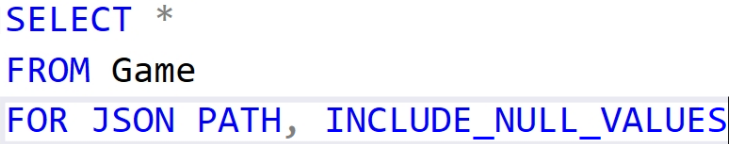 SELECT *
FROM Game
FOR JSON PATH, INCLUDE_NULL_VALUES